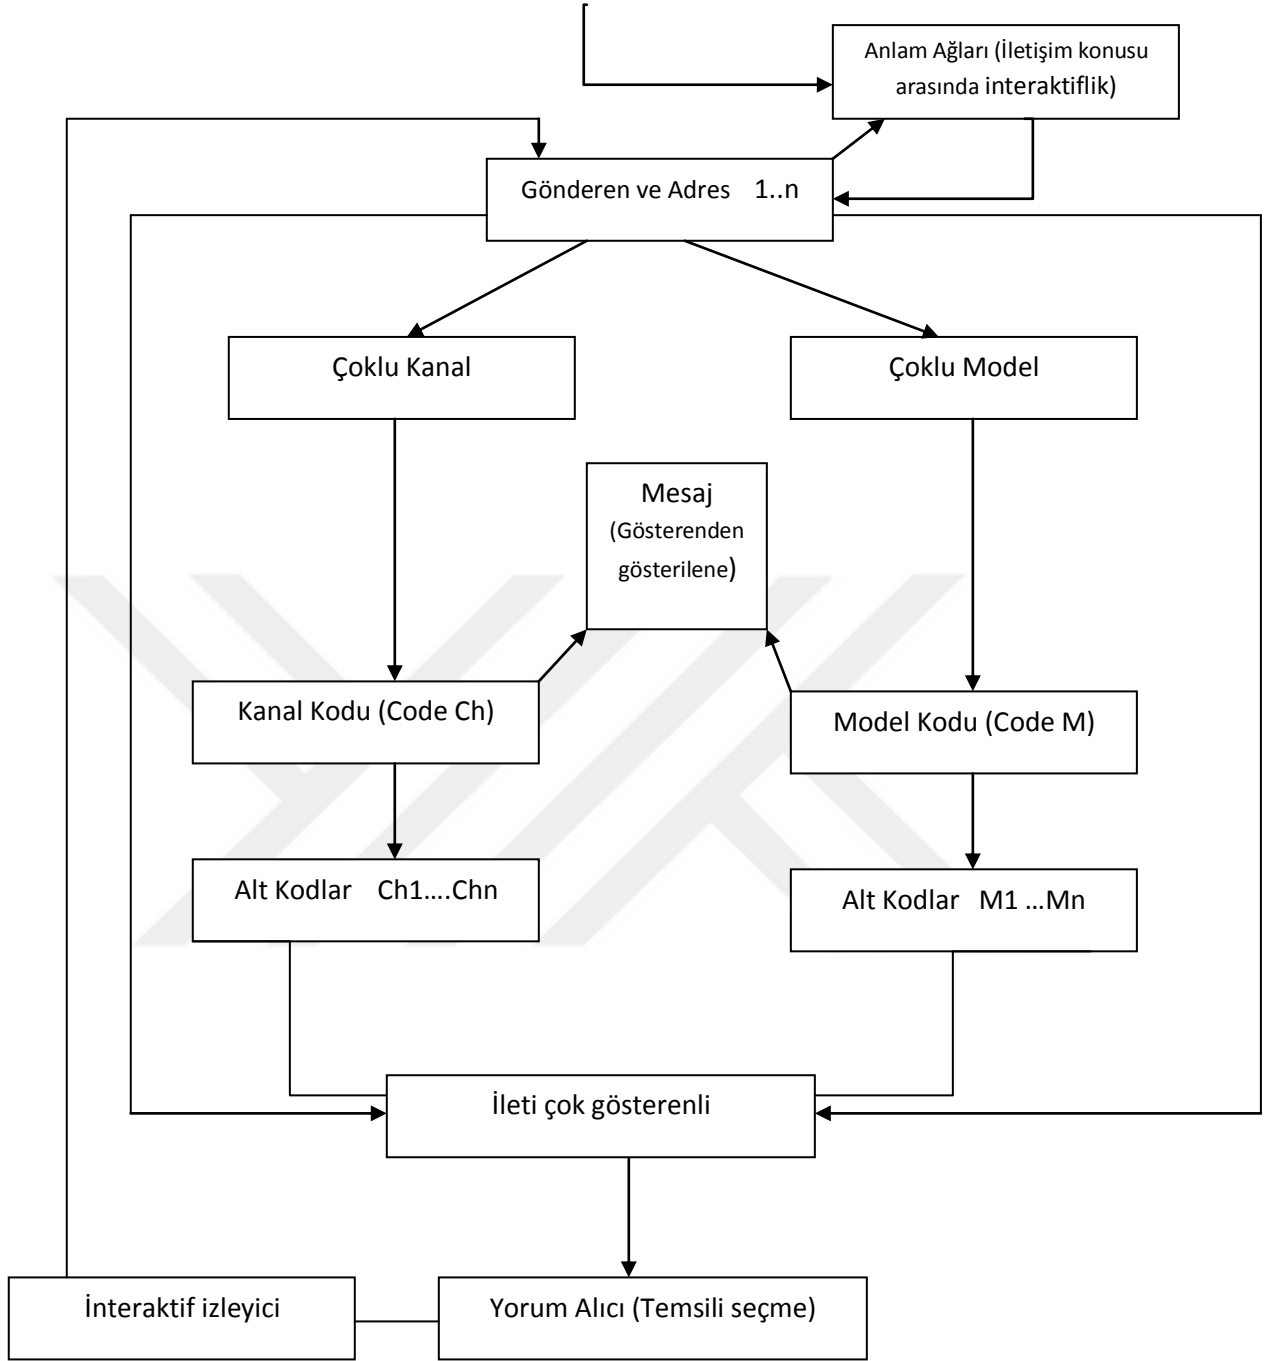 Anlam Ağları (İletişim konusu
arasında interaktiflik)
Gönderen ve Adres 1..n
Çoklu Kanal
Çoklu Model
Mesaj
(Gösterenden
gösterilene)
Kanal Kodu (Code Ch)
Model Kodu (Code M)
Alt Kodlar Ch1….Chn
Alt Kodlar M1 …Mn
İleti çok gösterenli
İnteraktif izleyici
Yorum Alıcı (Temsili seçme)